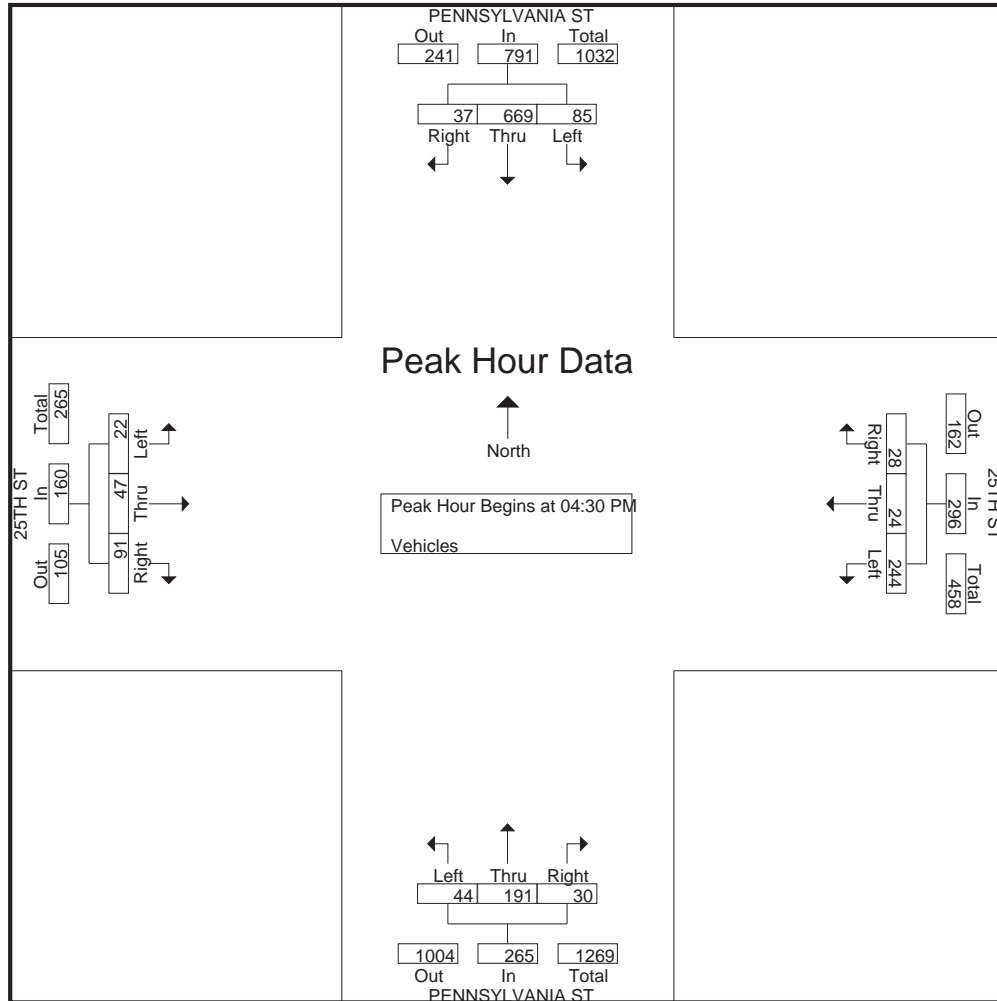 PENNSYLVANIA ST
Out In Total
241 791 1032
37 669 85
Right Thru Left
Peak Hour Data
North
Peak Hour Begins at 04:30 PM
Vehicles
25TH ST
Total In Out
265 160 105
22 47 91
Left Thru Right
25TH ST
Out In Total
162 296 458
28 24 244
Right Thru Left
Left Thru Right
44 191 30
1004 265 1269
Out In Total
PENNSYLVANIA ST